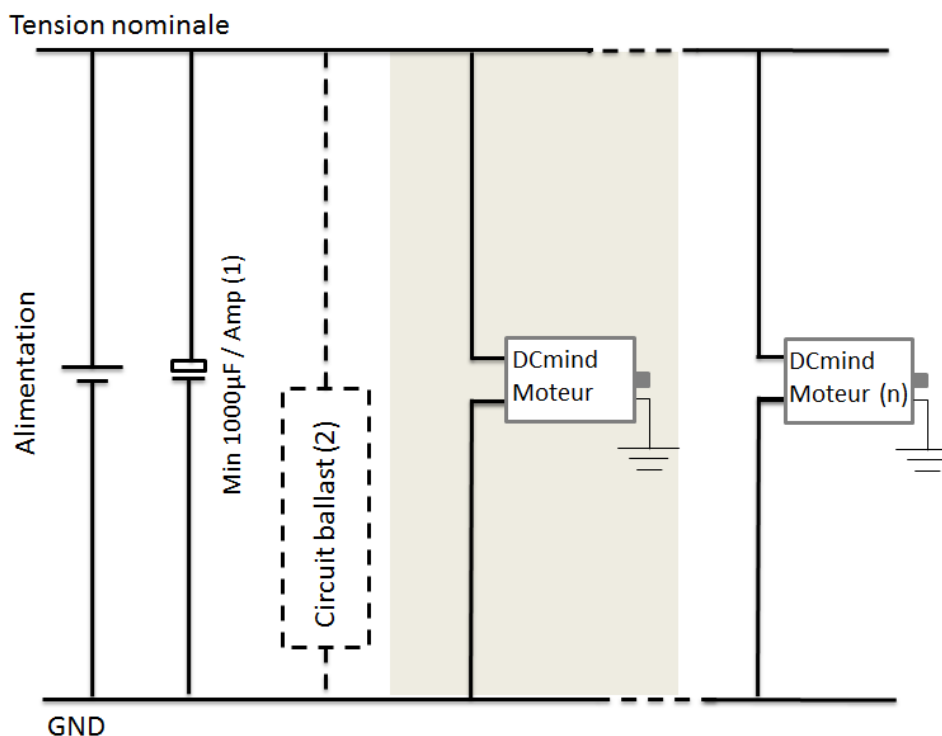 Tension nominale
Alimentation
Min 1000µF / Amp (1)
Circuit ballast (2)
DCmind
Moteur
DCmind
Moteur (n)
GND